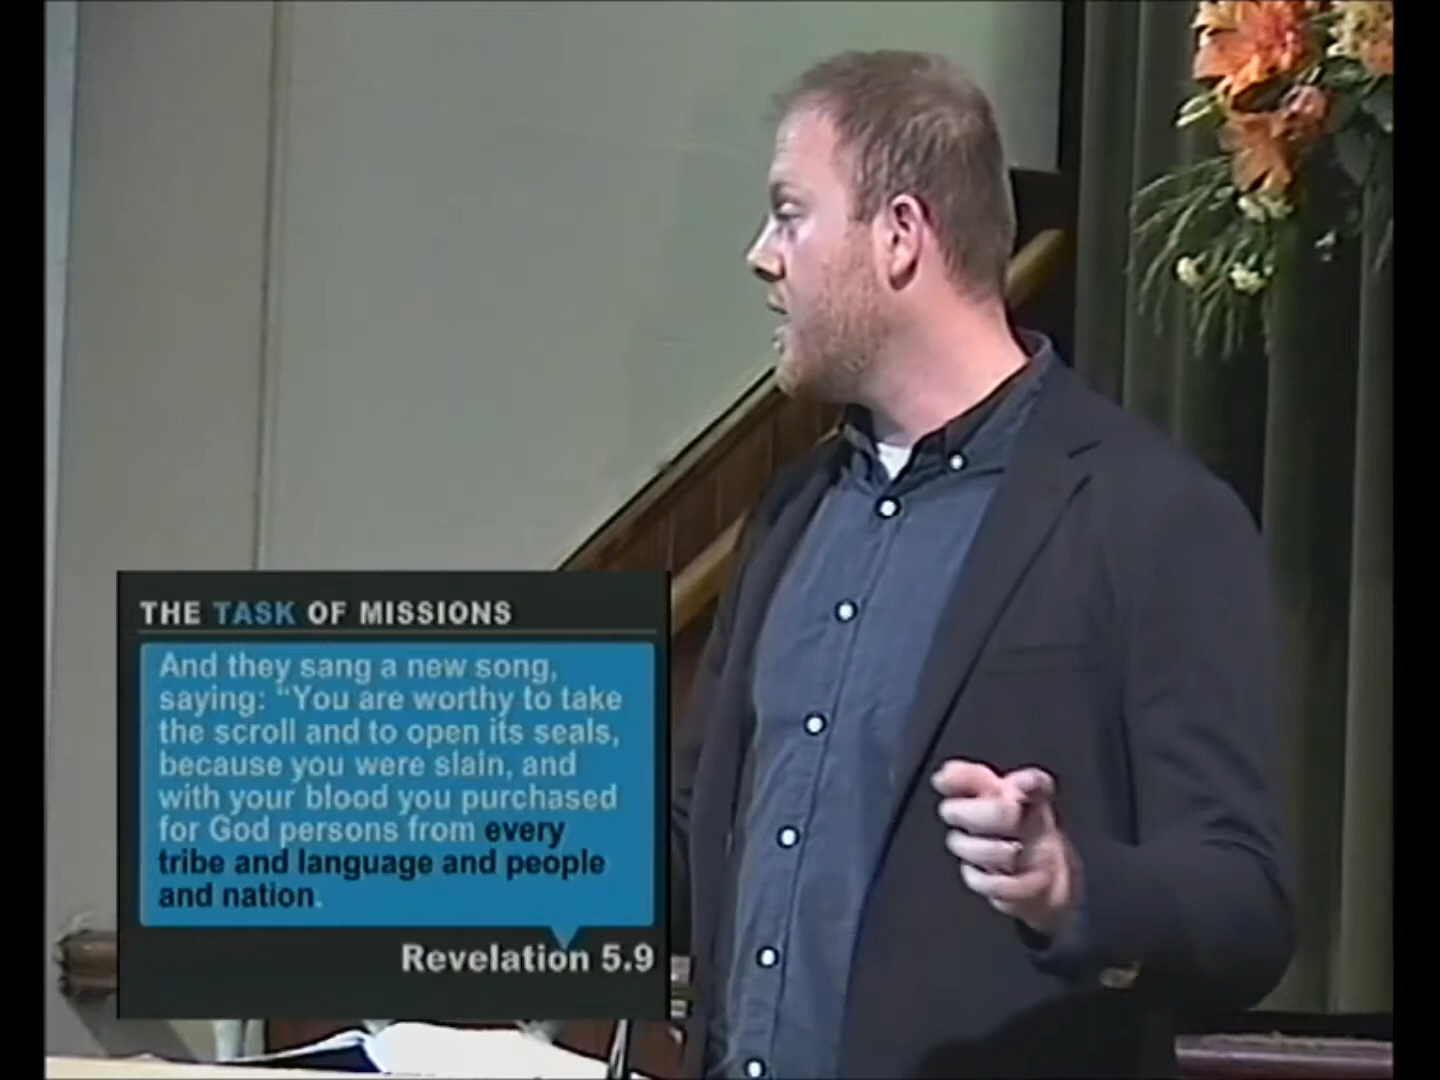 THE TASK OF MISSIONS
And they sang a new song,
saying: “You are worthy to take
the scroll and to open its seals,
because you were slain, and
with your blood you purchased
for God persons from every
tribe and language and people
and nation.
Revelation 5.9